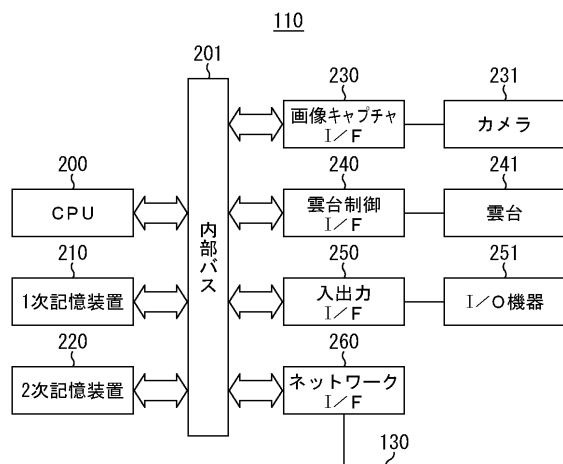 110
201
230
231
画像キャプチャ
I/F
カメラ
200
240
241
CPU
雲台制御
I/F
雲台
内部バス
210
250
251
1次記憶装置
入出力
I/F
I/O機器
220
260
2次記憶装置
ネットワーク
I/F
130